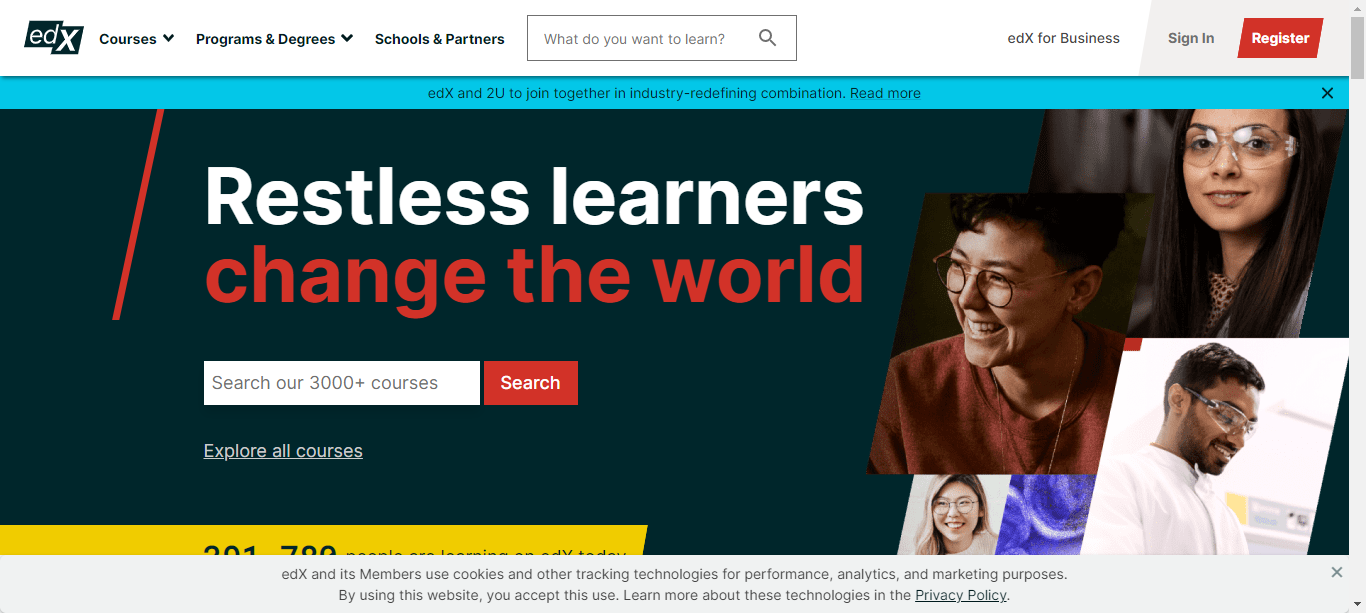 edX
Courses
Programs & Degrees
Schools & Partners
What do you want to learn?
edX for Business
Sign In
Register
edX and 2U to join together in industry-redefining combination. Read more
Restless learners
change the world
Search our 3000+ courses
Search
Explore all courses
people are learning on edX today
edX and its Members use cookies and other tracking technologies for performance, analytics, and marketing purposes.
By using this website, you accept this use. Learn more about these technologies in the Privacy Policy.